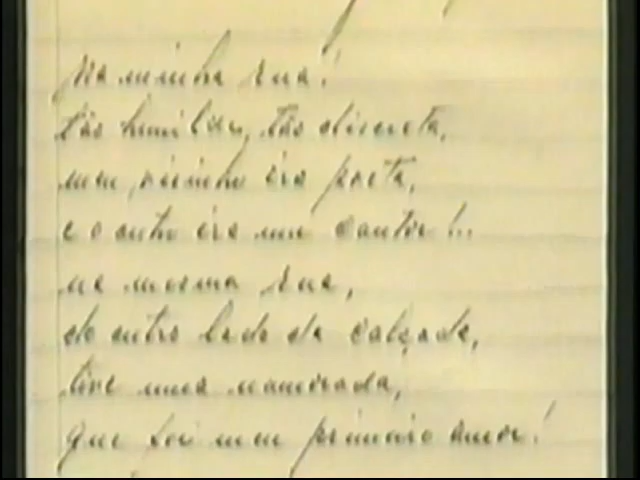 Na minha rua!
tão humilde, tão discreta,
meu vizinho era poeta,
e o outro era um cantor!...
na mesma rua,
do outro lado da calçada,
tive uma namorada,
que foi meu primeiro amor!